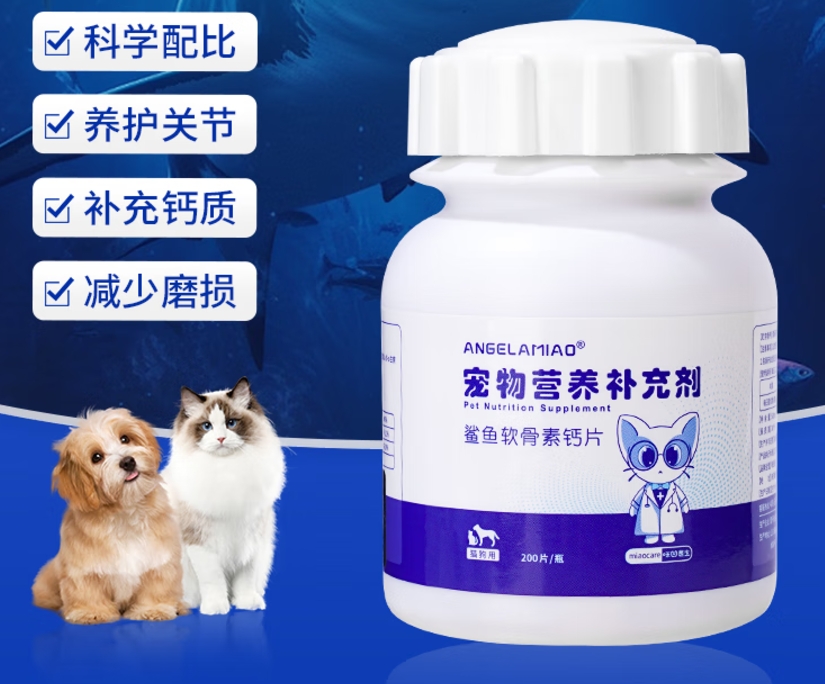 科学配比
养护关节
补充钙质
减少磨损
ANGELAMIAO®
宠物营养补充剂
Pet Nutrition Supplement
鲨鱼软骨素钙片
猫狗用
200片/瓶
miaocare